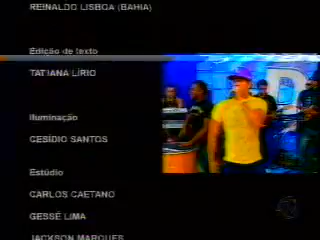 REINALDO LISBOA (BAHIA)
Edição de texto
TATIANA LÍRIO
Iluminação
CESÍDIO SANTOS
Estúdio
CARLOS CAETANO
GESSÉ LIMA
JACKSON MARQUES